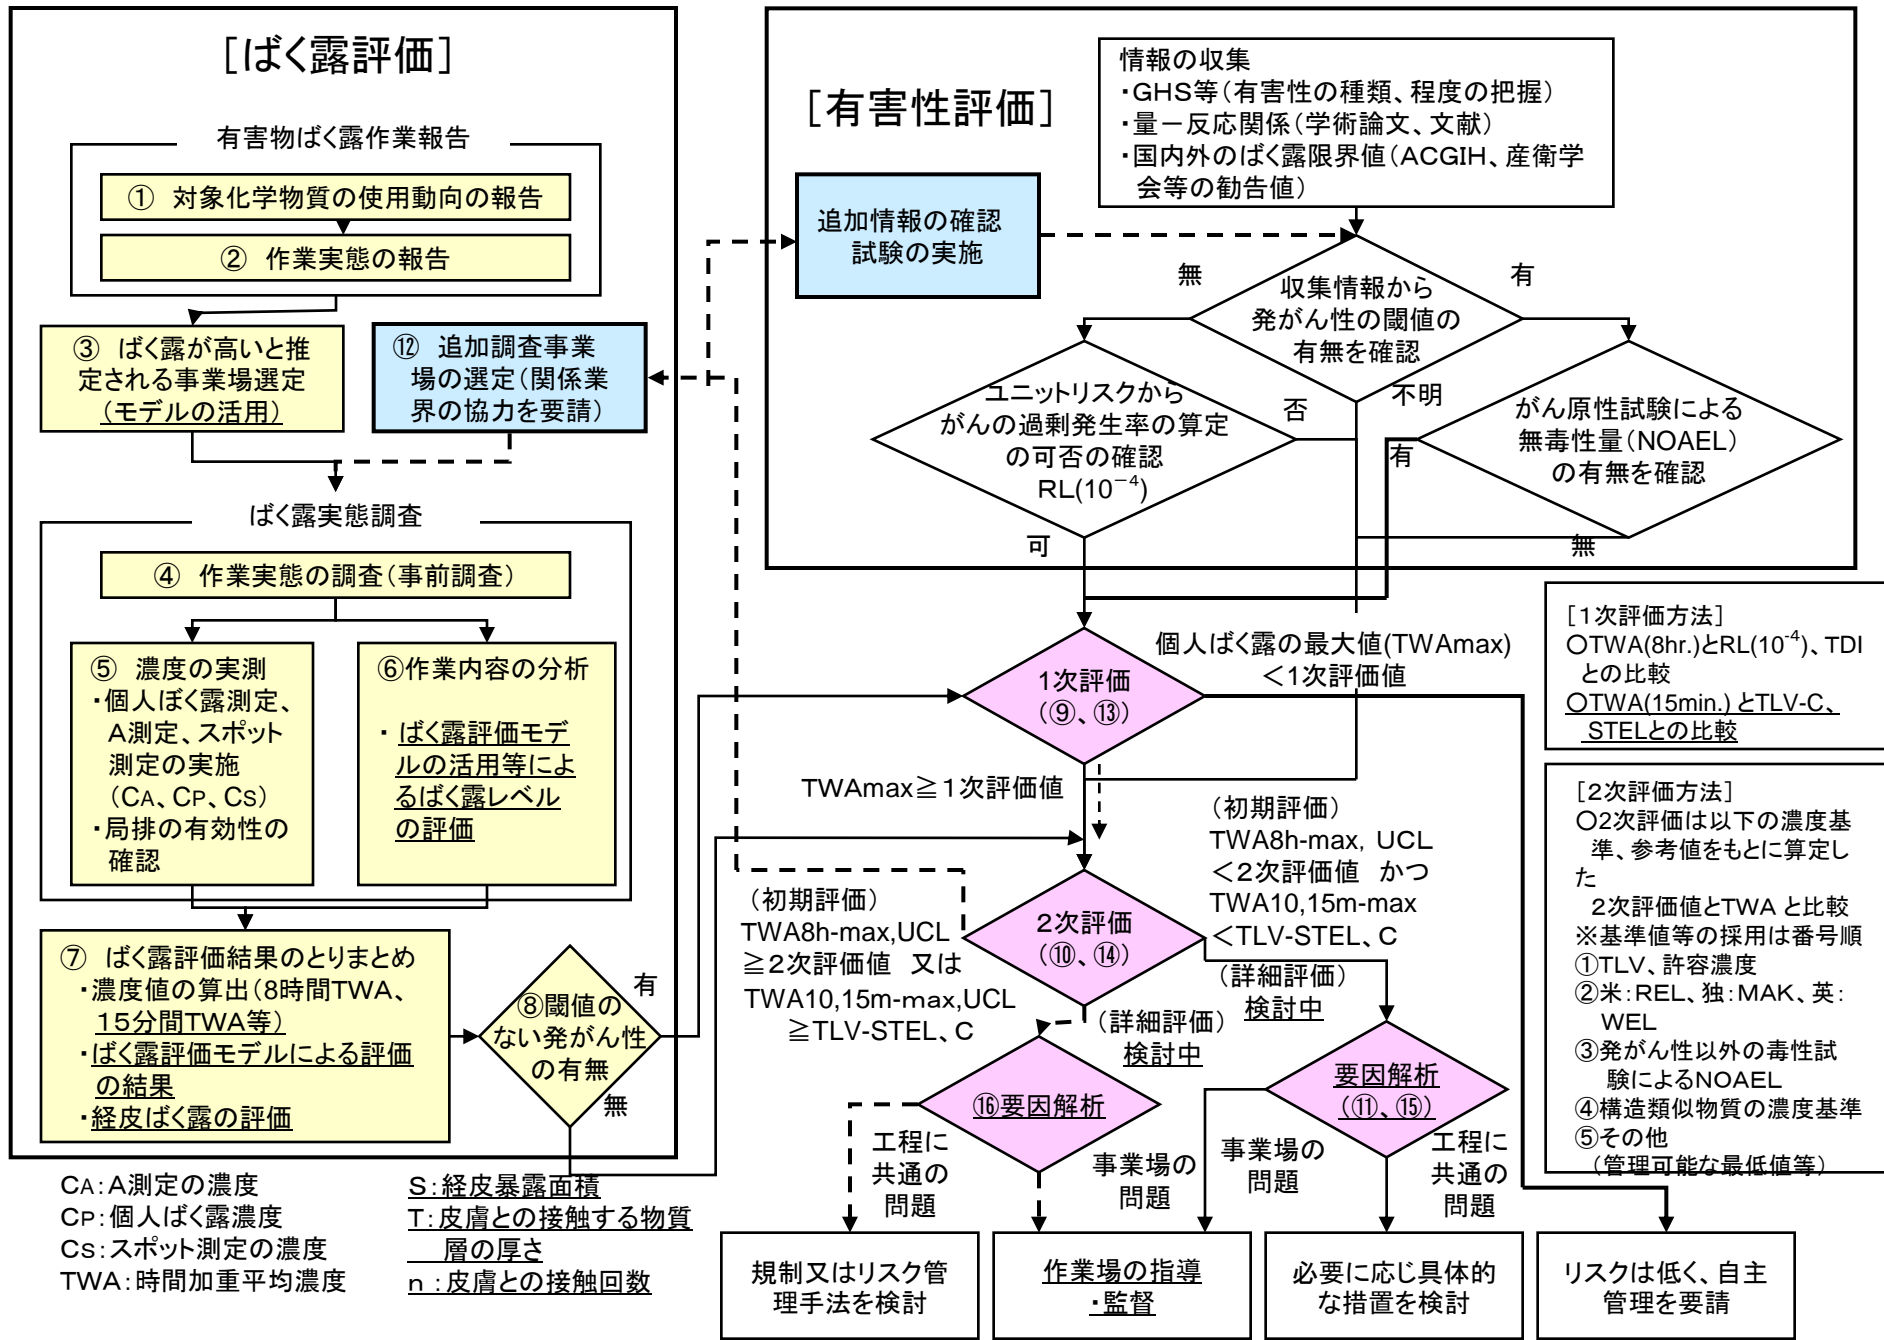 [ばく露評価]
有害物ばく露作業報告
① 対象化学物質の使用動向の報告
② 作業実態の報告
③ ばく露が高いと推
定される事業場選定
(モデルの活用)
⑫ 追加調査事業
場の選定(関係業
界の協力を要請)
ばく露実態調査
④ 作業実態の調査(事前調査)
⑤ 濃度の実測
・個人ぼく露測定、
A測定、スポット
測定の実施
(CA、CP、CS)
・局排の有効性の
確認
⑥作業内容の分析
・ばく露評価モデ
ルの活用等によ
るばく露レベル
の評価
⑦ ばく露評価結果のとりまとめ
・濃度値の算出(8時間TWA、
15分間TWA等)
・ばく露評価モデルによる評価
の結果
・経皮ばく露の評価
⑧閾値の
ない発がん性
の有無
有
無
CA:A測定の濃度
CP:個人ばく露濃度
CS:スポット測定の濃度
TWA:時間加重平均濃度
S:経皮暴露面積
T:皮膚との接触する物質
層の厚さ
n :皮膚との接触回数
[有害性評価]
情報の収集
・GHS等(有害性の種類、程度の把握)
・量-反応関係(学術論文、文献)
・国内外のばく露限界値(ACGIH、産衛学
会等の勧告値)
追加情報の確認
試験の実施
収集情報から
発がん性の閾値の
有無を確認
無
有
不明
ユニットリスクから
がんの過剰発生率の算定
の可否の確認
RL(10⁻⁴)
否
可
がん原性試験による
無毒性量(NOAEL)
の有無を確認
有
無
1次評価
(⑨、⑬)
個人ばく露の最大値(TWAmax)
<1次評価値
TWAmax≧1次評価値
(初期評価)
TWA8h-max, UCL
<2次評価値 かつ
TWA10,15m-max
<TLV-STEL、C
2次評価
(⑩、⑭)
(初期評価)
TWA8h-max,UCL
≧2次評価値 又は
TWA10,15m-max,UCL
≧TLV-STEL、C
(詳細評価)
検討中
(詳細評価)
検討中
⑯要因解析
要因解析
(⑪、⑮)
工程に
共通の
問題
事業場の
問題
事業場の
問題
工程に
共通の
問題
規制又はリスク管
理手法を検討
作業場の指導
・監督
必要に応じ具体的
な措置を検討
リスクは低く、自主
管理を要請
[1次評価方法]
○TWA(8hr.)とRL(10⁻⁴)、TDI
との比較
○TWA(15min.)とTLV-C、
STELとの比較
[2次評価方法]
○2次評価は以下の濃度基
準、参考値をもとに算定し
た
2次評価値とTWA と比較
※基準値等の採用は番号順
①TLV、許容濃度
②米:REL、独:MAK、英:
WEL
③発がん性以外の毒性試
験によるNOAEL
④構造類似物質の濃度基準
⑤その他
(管理可能な最低値等)